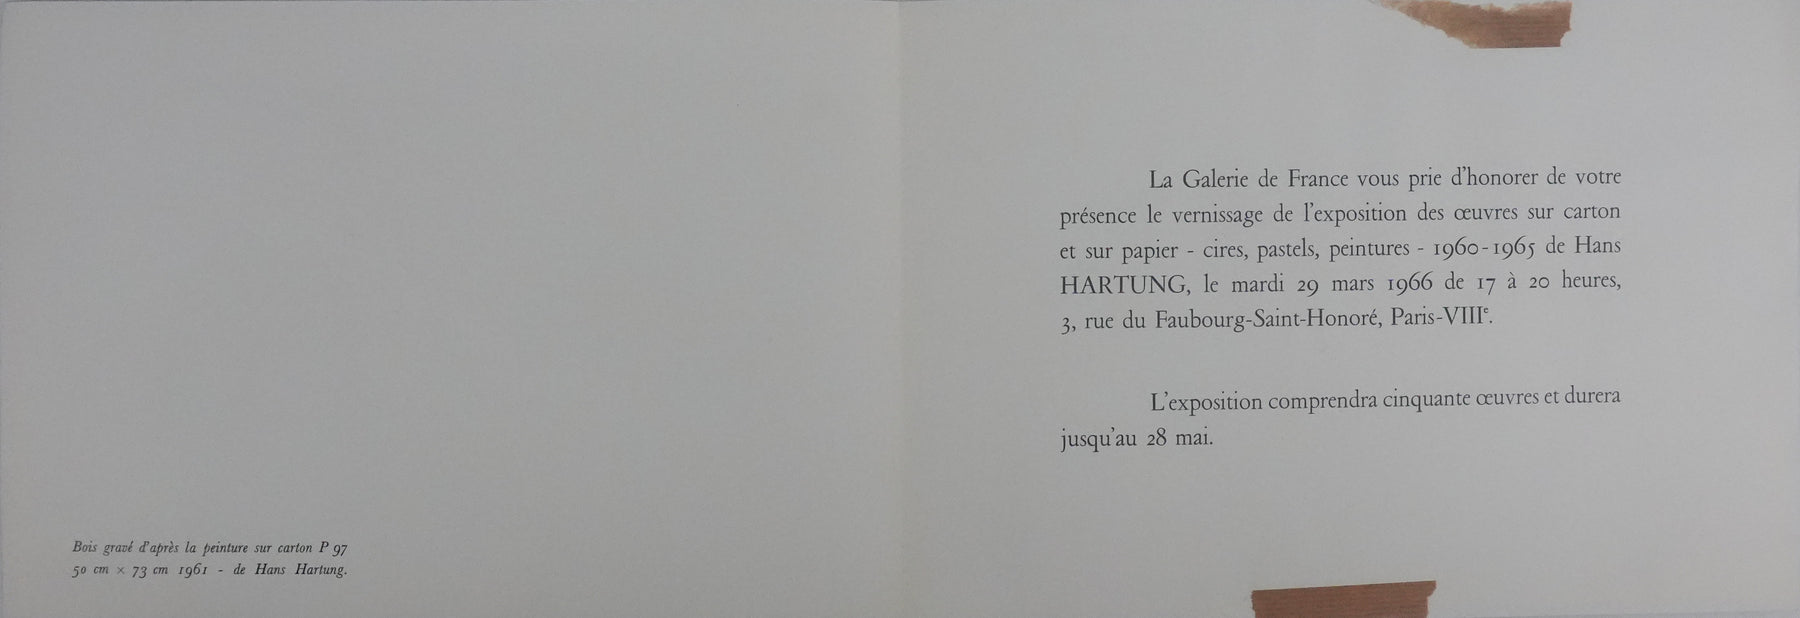 Bois gravé d'après la peinture sur carton P 97
50 cm × 73 cm 1961 - de Hans Hartung.
La Galerie de France vous prie d'honorer de votre
présence le vernissage de l'exposition des œuvres sur carton
et sur papier - cires, pastels, peintures - 1960-1965 de Hans
HARTUNG, le mardi 29 mars 1966 de 17 à 20 heures,
3, rue du Faubourg-Saint-Honoré, Paris-VIIIᵉ.
L'exposition comprendra cinquante œuvres et durera
jusqu'au 28 mai.